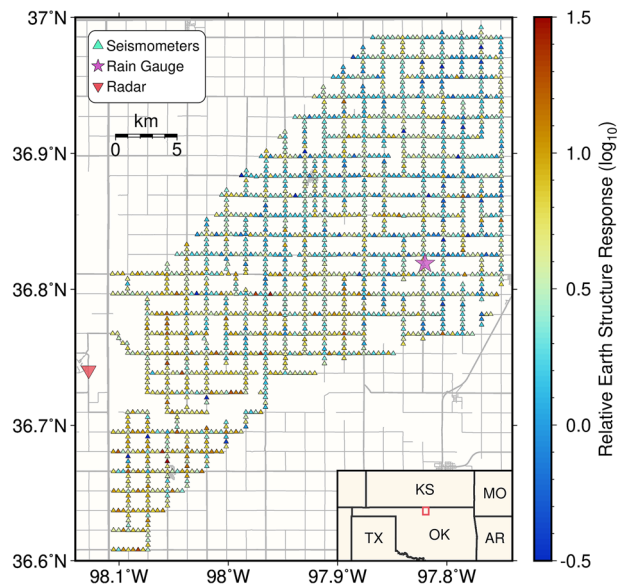 37°N
36.9°N
36.8°N
36.7°N
36.6°N
Seismometers
Rain Gauge
Radar
km
0 5
KS
MO
TX
OK
AR
98.1°W
98°W
97.9°W
97.8°W
1.5
1.0
0.5
0.0
-0.5
Relative Earth Structure Response (log10)